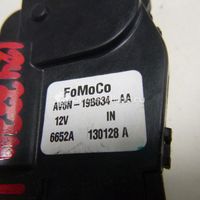 FoMoCo
AV6N-19B634-AA
12V IN
6652A 130128 A